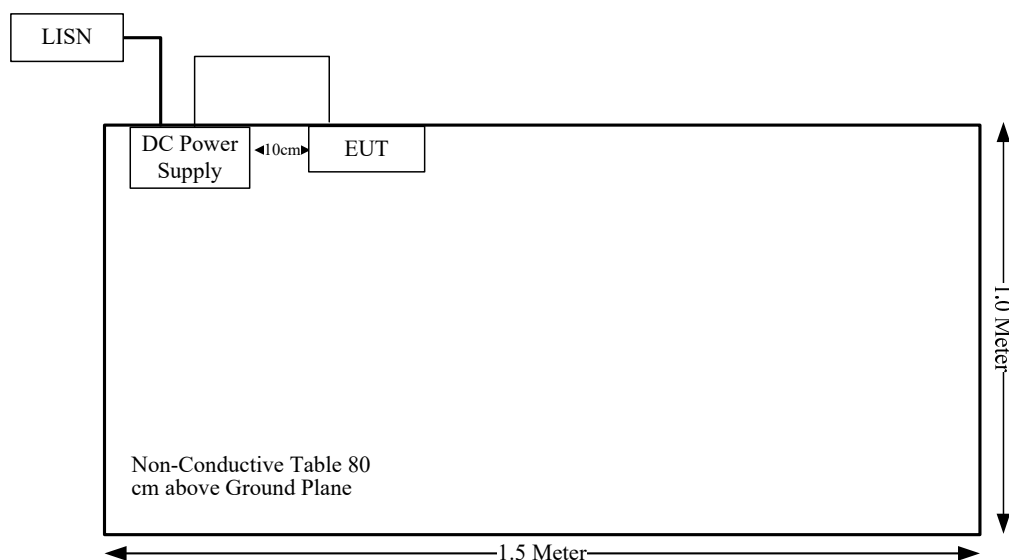 LISN
DC Power
Supply
10cm
EUT
1.0 Meter
Non-Conductive Table 80
cm above Ground Plane
1.5 Meter